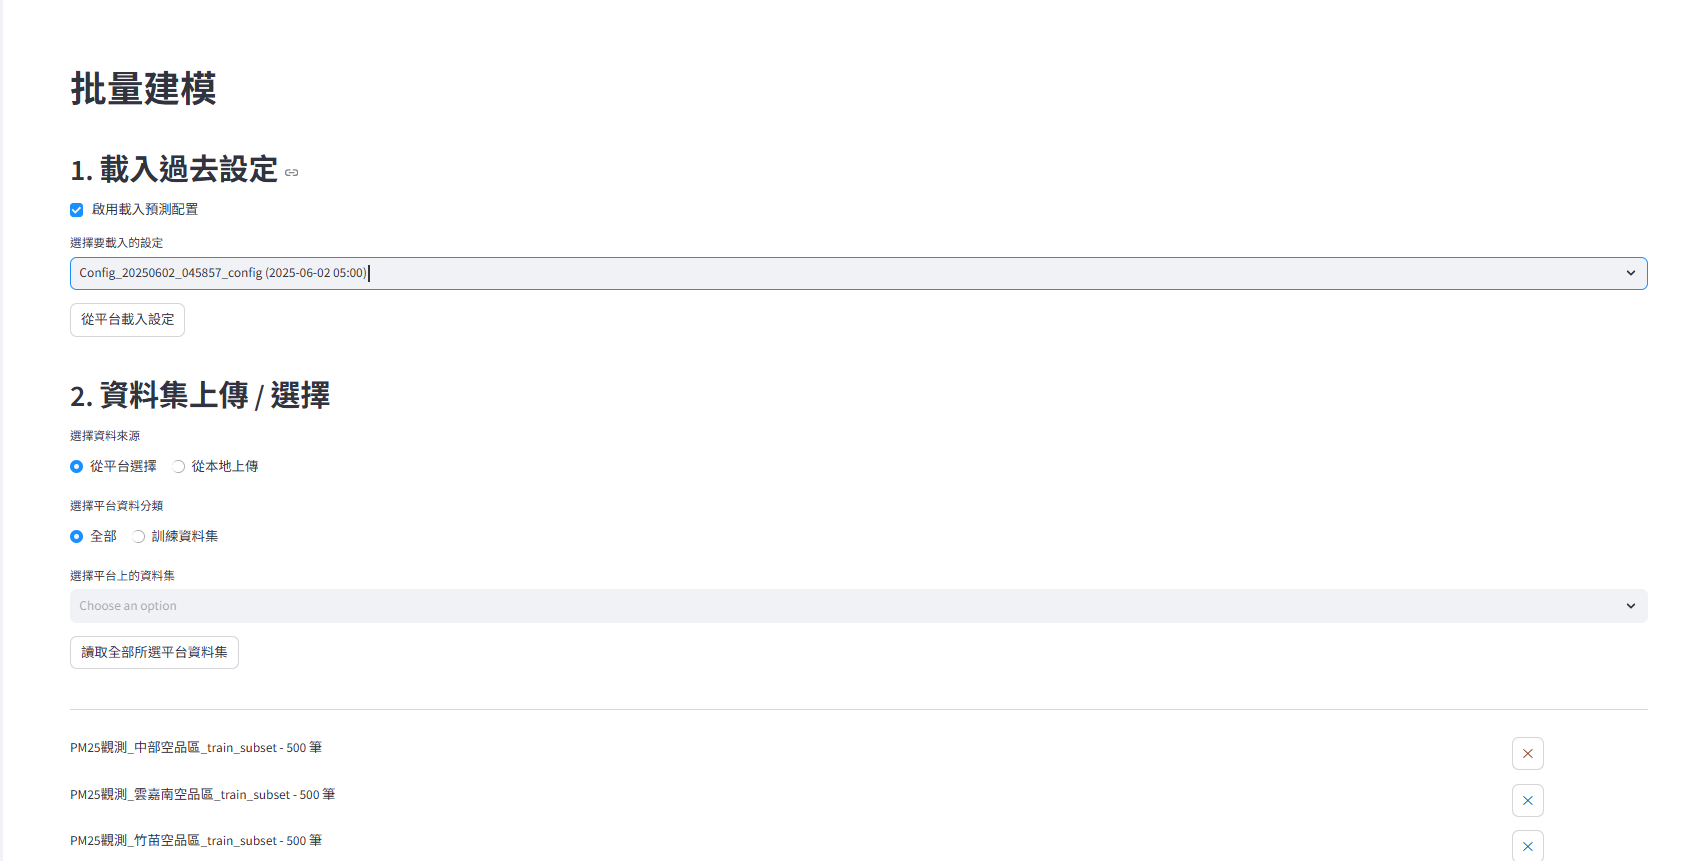 批量建模
1. 載入過去設定
啟用載入預測配置
選擇要載入的設定
Config_20250602_045857_config (2025-06-02 05:00)
從平台載入設定
2. 資料集上傳 / 選擇
選擇資料來源
從平台選擇 從本地上傳
選擇平台資料分類
全部 訓練資料集
選擇平台上的資料集
Choose an option
讀取全部所選平台資料集
PM25觀測_中部空品區_train_subset - 500 筆
PM25觀測_雲嘉南空品區_train_subset - 500 筆
PM25觀測_竹苗空品區_train_subset - 500 筆